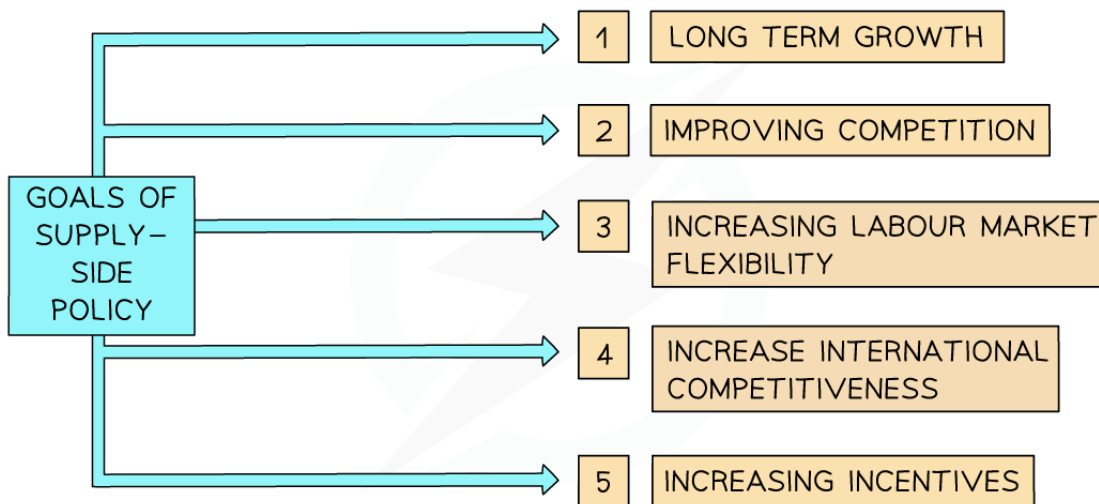 GOALS OF
SUPPLY-
SIDE
POLICY
1
LONG TERM GROWTH
2
IMPROVING COMPETITION
3
INCREASING LABOUR MARKET
FLEXIBILITY
4
INCREASE INTERNATIONAL
COMPETITIVENESS
5
INCREASING INCENTIVES